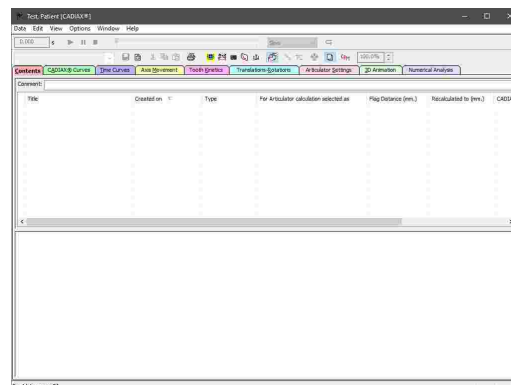 Test, Patient [CADIAX®]
Data Edit View Options Window Help
0.000 s
100.0%
Contents CADIAX® Curves Time Curves Axis Movement Tooth Kinetics Translations-Rotations Articulator Settings 3D Animation Numerical Analysis
Comment:
Title Created on Type For Articulator calculation selected as Flag Distance (mm.) Recalculated to (mm.) CADIA